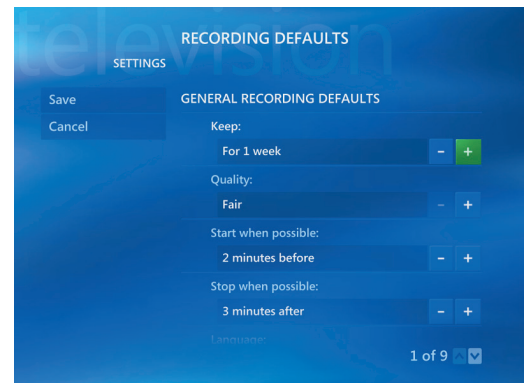 television
RECORDING DEFAULTS
SETTINGS
Save
Cancel
GENERAL RECORDING DEFAULTS
Keep:
For 1 week - +
Quality:
Fair - +
Start when possible:
2 minutes before - +
Stop when possible:
3 minutes after - +
Language:
1 of 9